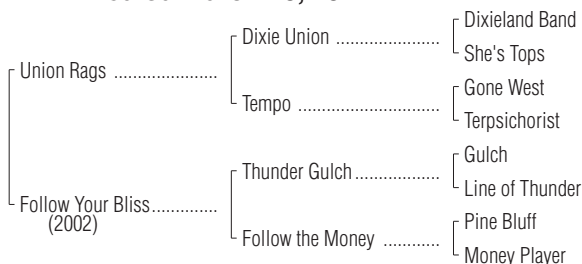 Dixieland Band
Dixie Union ....................
She's Tops
Union Rags ....................
Gone West
Tempo ...........................
Terpsichorist
Gulch
Thunder Gulch ................
Line of Thunder
Follow Your Bliss.............
(2002)
Pine Bluff
Follow the Money ...........
Money Player